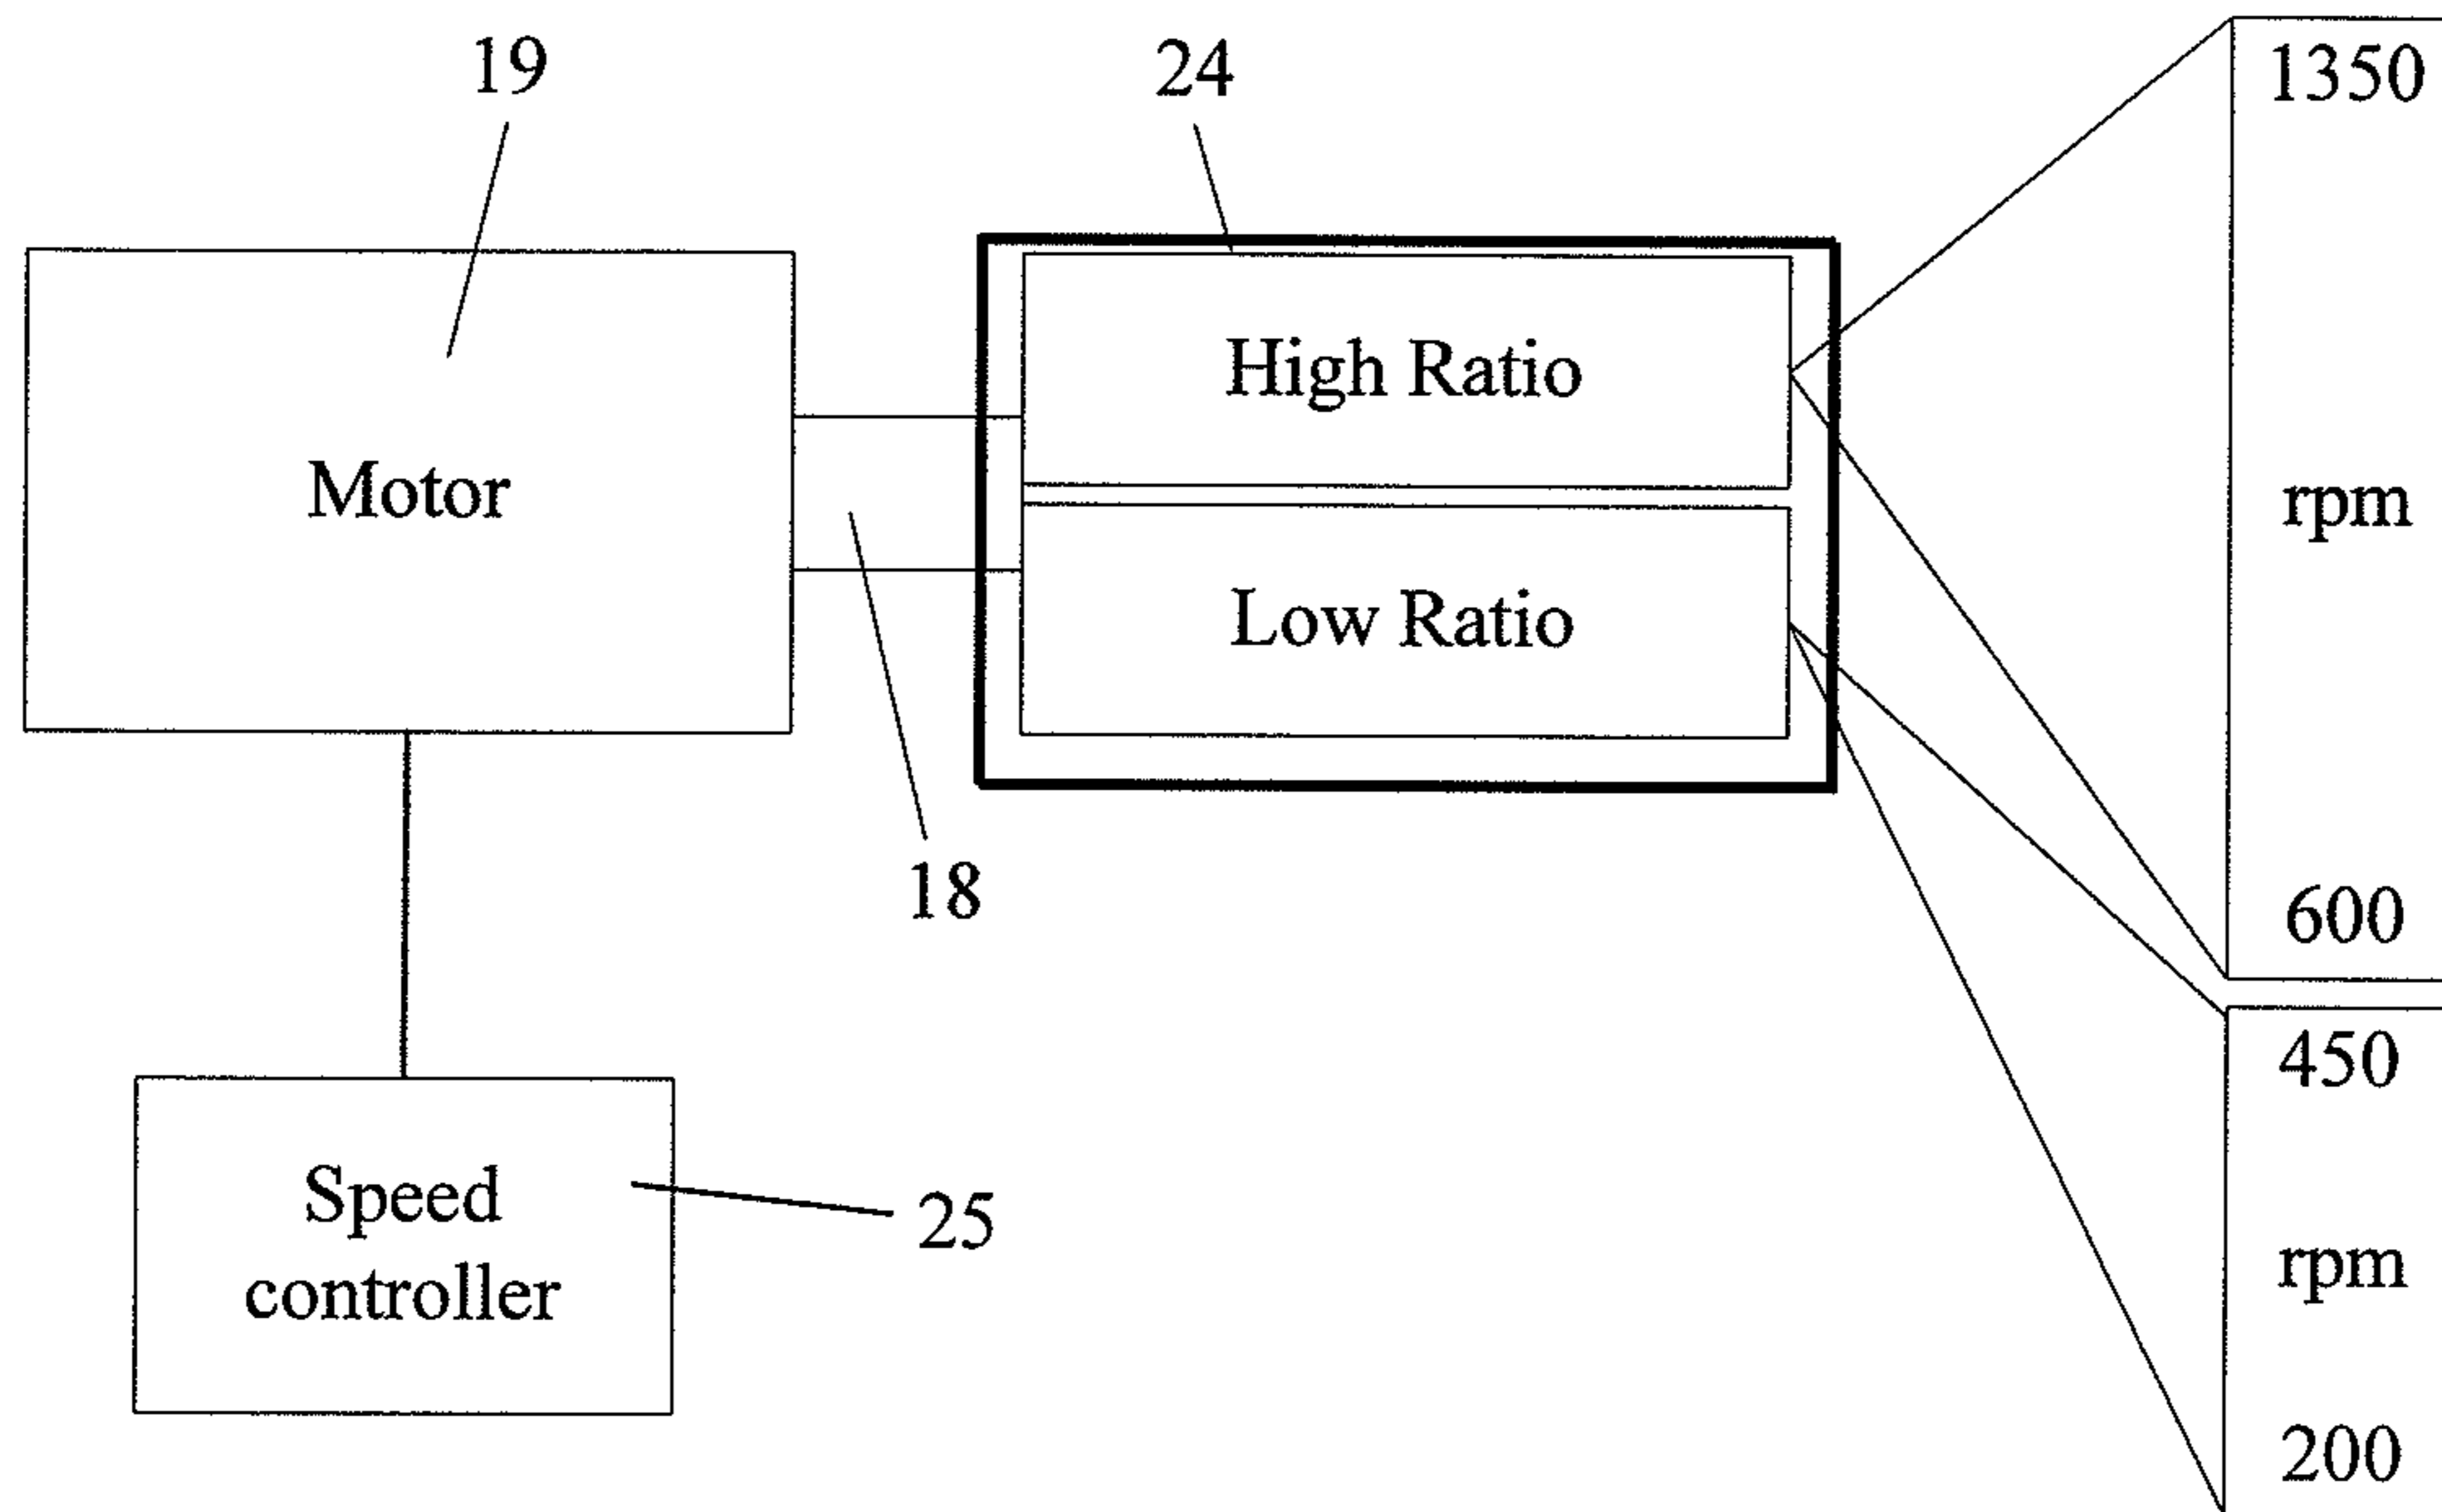 19
24
1350
High Ratio
Motor
rpm
Low Ratio
18
600
450
Speed
controller
25
rpm
200